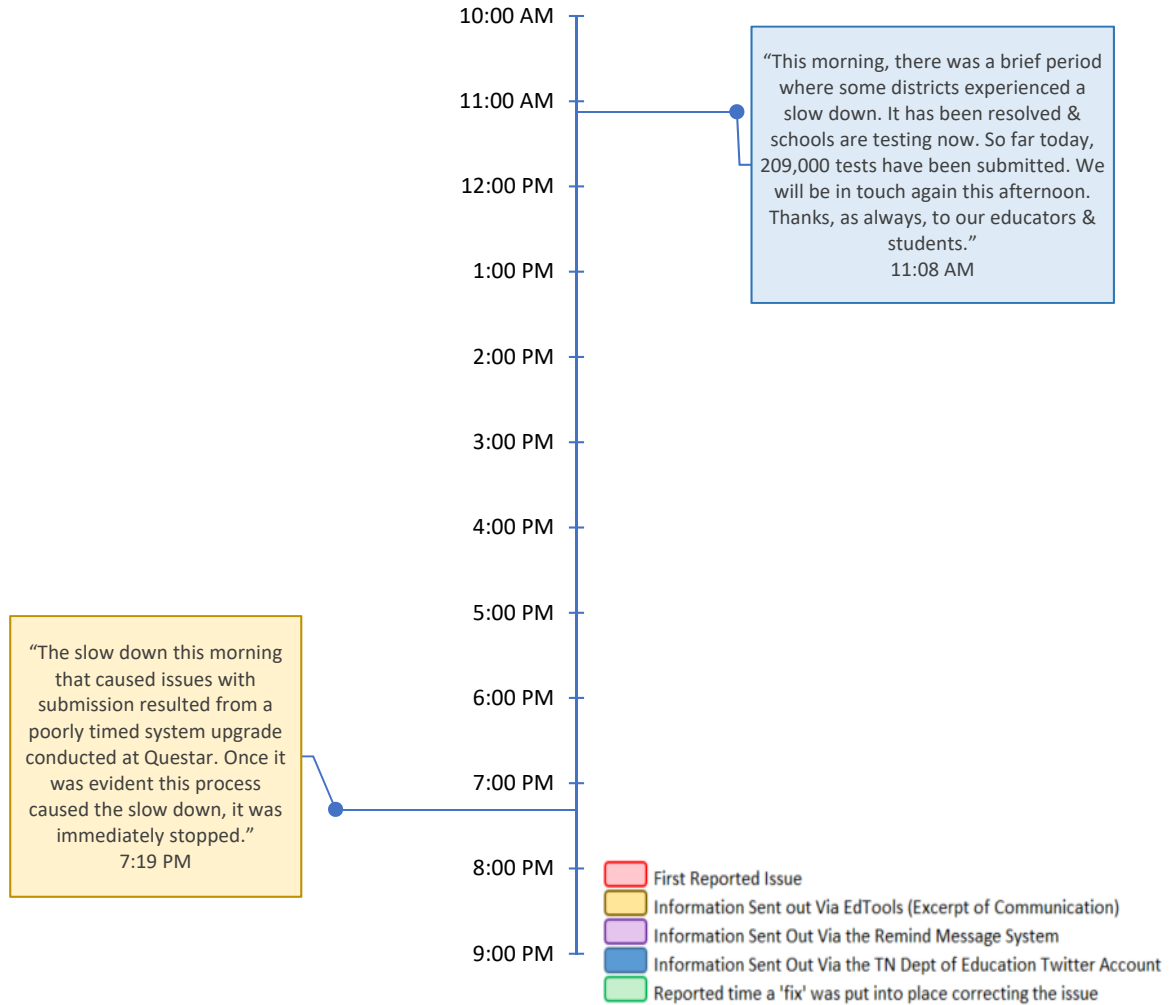 10:00 AM
11:00 AM
12:00 PM
1:00 PM
2:00 PM
3:00 PM
4:00 PM
5:00 PM
6:00 PM
7:00 PM
8:00 PM
9:00 PM
“This morning, there was a brief period
where some districts experienced a
slow down. It has been resolved &
schools are testing now. So far today,
209,000 tests have been submitted. We
will be in touch again this afternoon.
Thanks, as always, to our educators &
students.”
11:08 AM
“The slow down this morning
that caused issues with
submission resulted from a
poorly timed system upgrade
conducted at Questar. Once it
was evident this process
caused the slow down, it was
immediately stopped.”
7:19 PM
First Reported Issue
Information Sent out Via EdTools (Excerpt of Communication)
Information Sent Out Via the Remind Message System
Information Sent Out Via the TN Dept of Education Twitter Account
Reported time a 'fix' was put into place correcting the issue